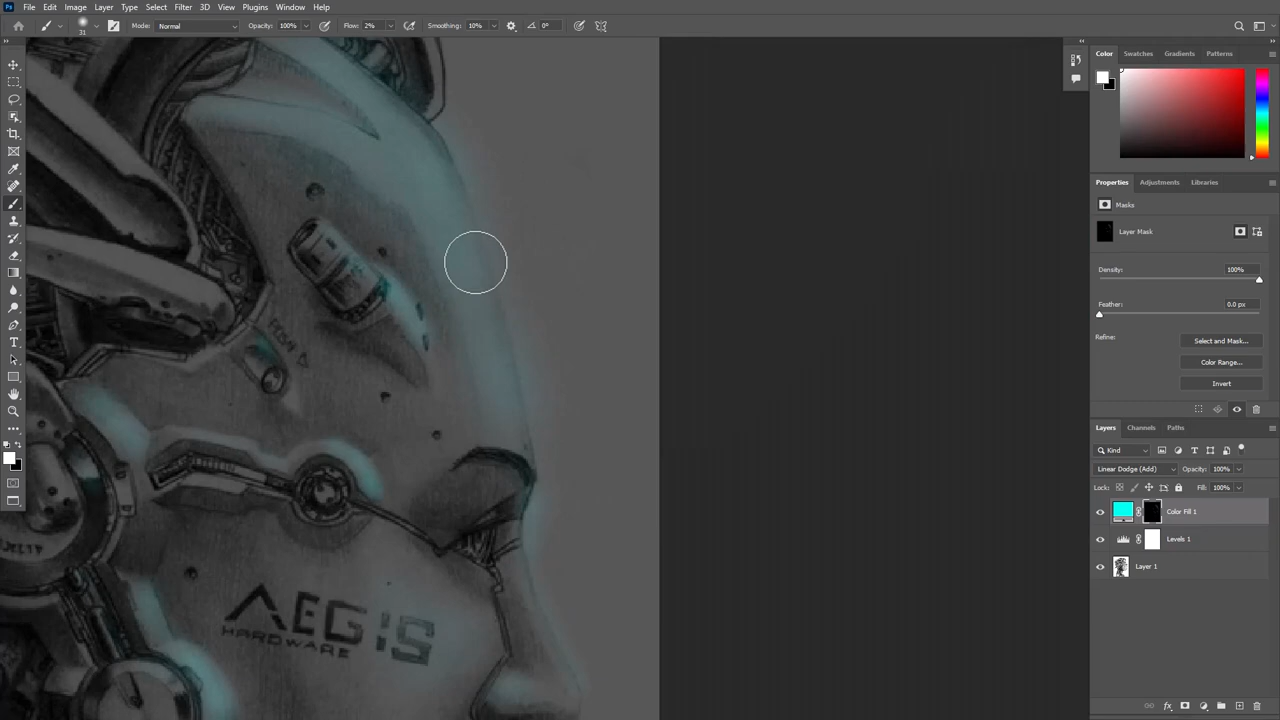 Ps File Edit Image Layer Type Select Filter 3D View Plugins Window Help
31 Mode: Normal Opacity: 100% Flow: 2% Smoothing: 10% 0°
Color Swatches Gradients Patterns
Properties Adjustments Libraries
Masks
Layer Mask
Density: 100%
Feather: 0.0 px
Refine: Select and Mask...
Color Range...
Invert
Layers Channels Paths
Kind
Linear Dodge (Add) Opacity: 100%
Lock: Fill: 100%
Color Fill 1
Levels 1
Layer 1
AEGIS
HARDWARE